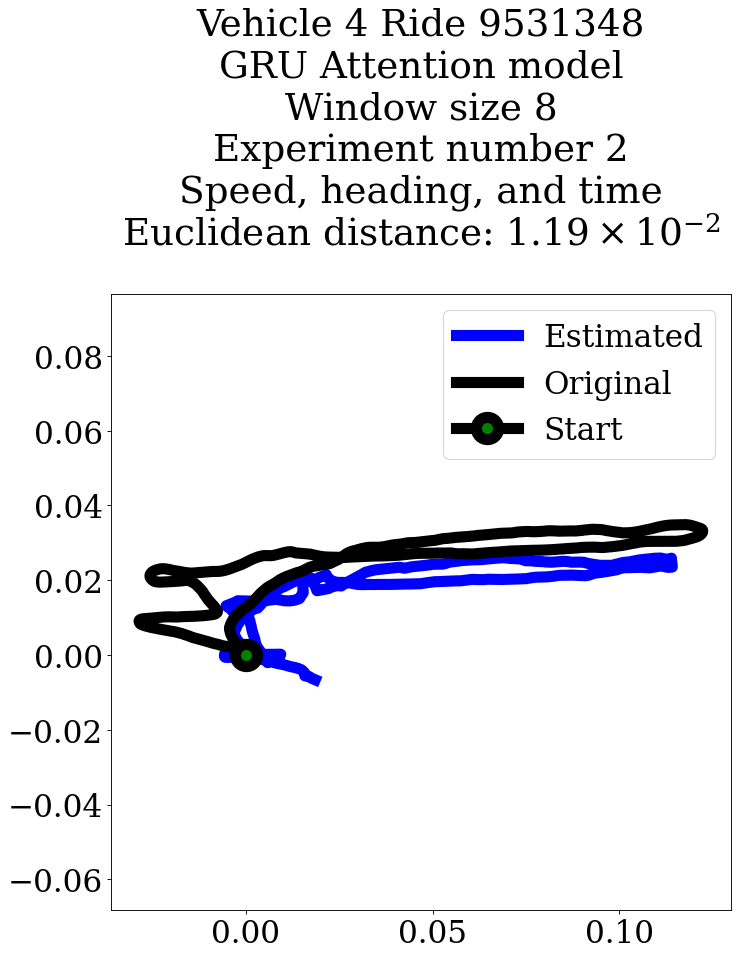 Vehicle 4 Ride 9531348
GRU Attention model
Window size 8
Experiment number 2
Speed, heading, and time
Euclidean distance: 1.19 × 10⁻²
Estimated
Original
Start
0.08
0.06
0.04
0.02
0.00
−0.02
−0.04
−0.06
0.00 0.05 0.10